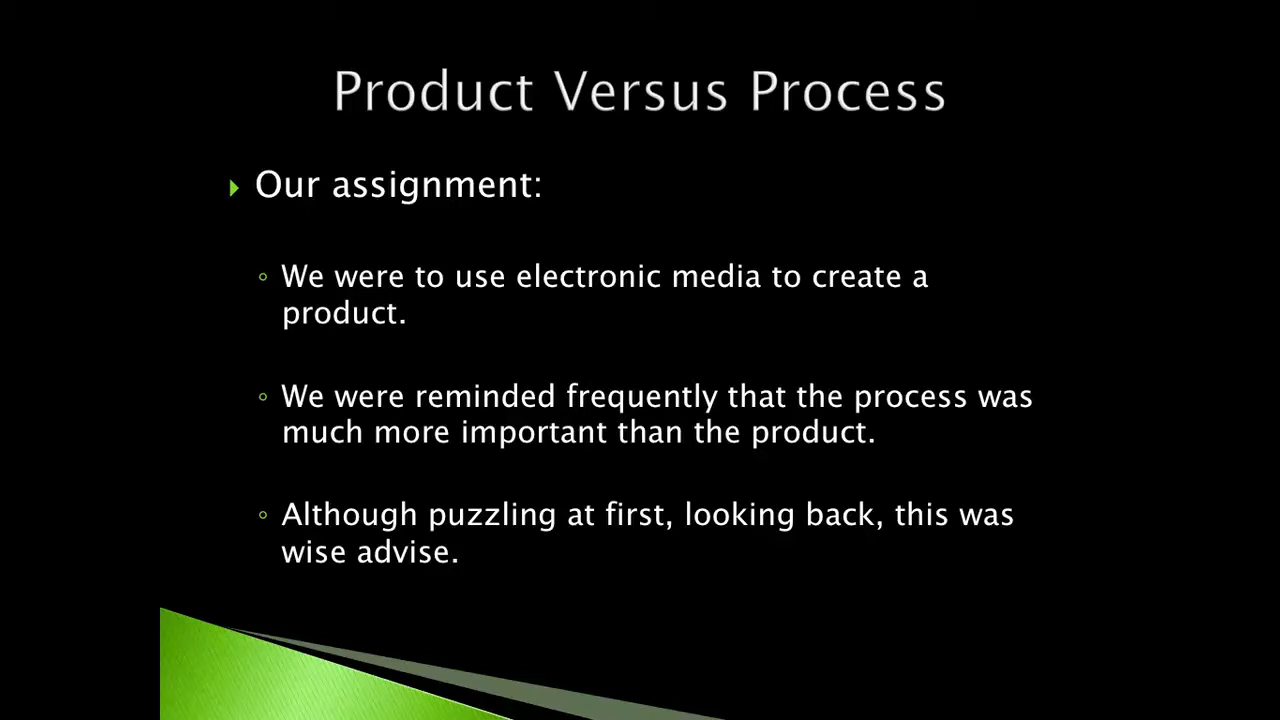 Product Versus Process
Our assignment:
We were to use electronic media to create a
product.
We were reminded frequently that the process was
much more important than the product.
Although puzzling at first, looking back, this was
wise advise.